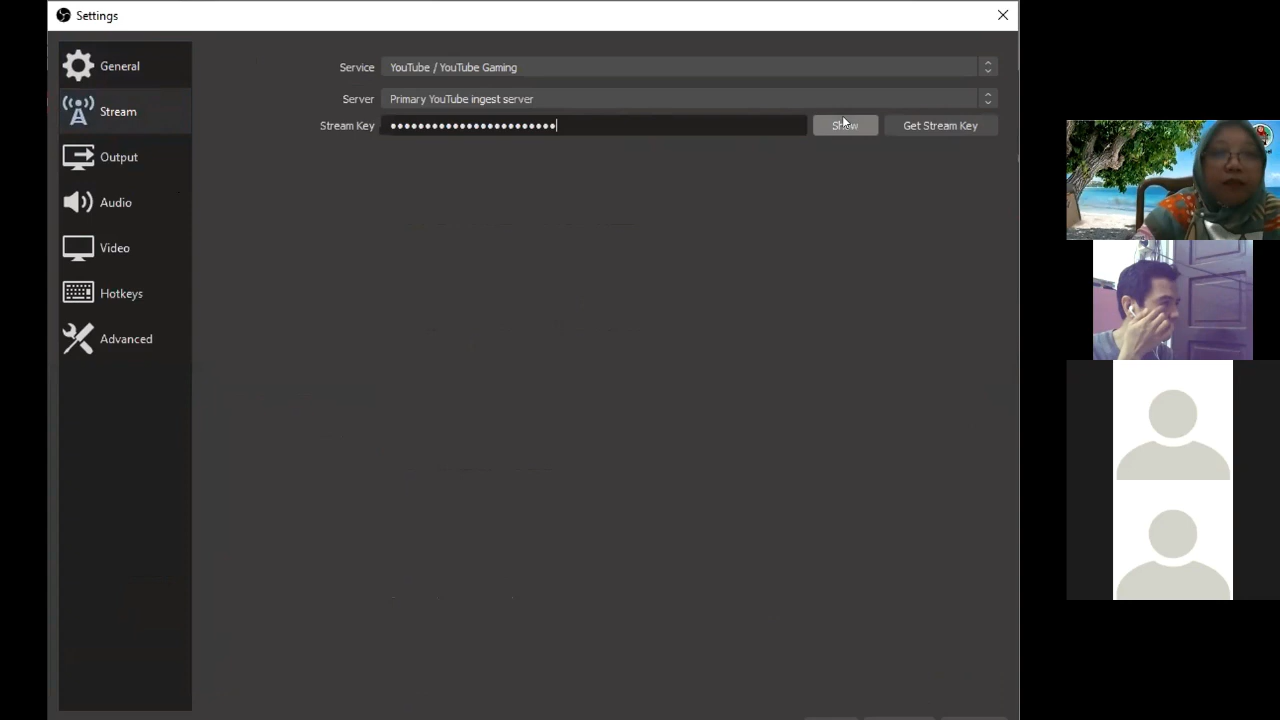 Settings
General
Stream
Output
Audio
Video
Hotkeys
Advanced
Service YouTube / YouTube Gaming
Server Primary YouTube ingest server
Stream Key ●●●●●●●●●●●●●●●●●●●●●●●● Show Get Stream Key